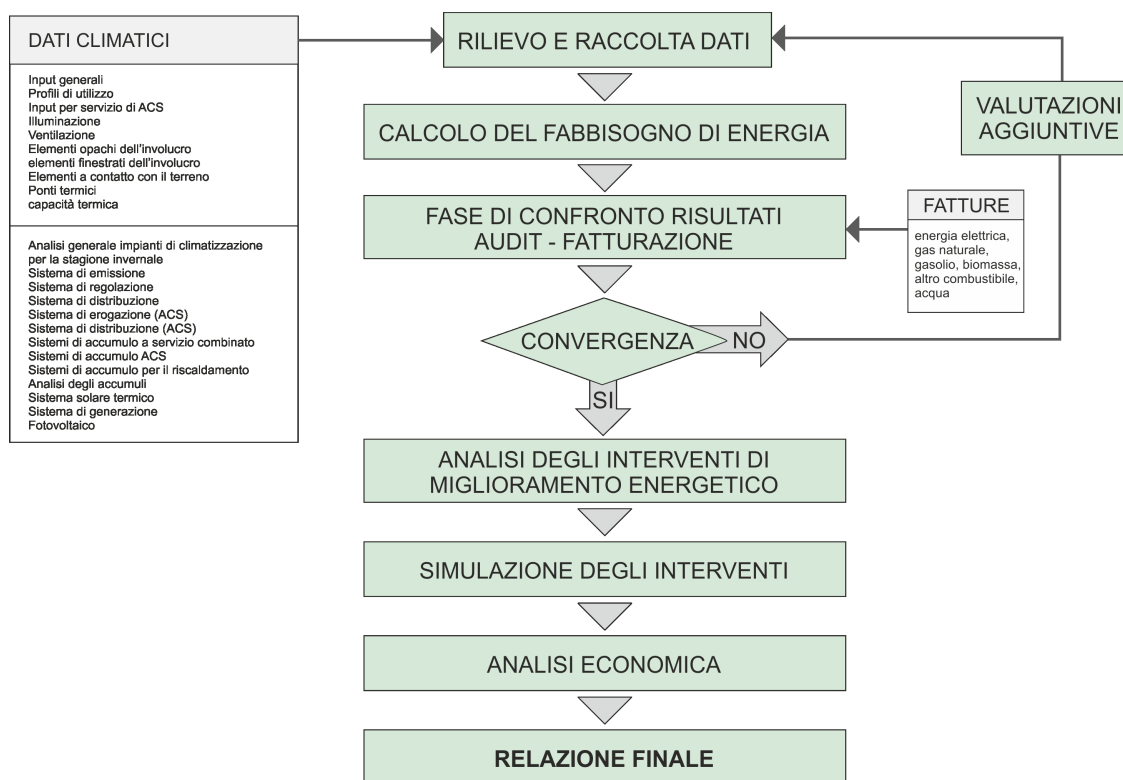 DATI CLIMATICI
Input generali
Profili di utilizzo
Input per servizio di ACS
Illuminazione
Ventilazione
Elementi opachi dell'involucro
elementi finestrati dell'involucro
Elementi a contatto con il terreno
Ponti termici
capacità termica
Analisi generale impianti di climatizzazione
per la stagione invernale
Sistema di emissione
Sistema di regolazione
Sistema di distribuzione
Sistema di erogazione (ACS)
Sistema di distribuzione (ACS)
Sistemi di accumulo a servizio combinato
Sistemi di accumulo ACS
Sistemi di accumulo per il riscaldamento
Analisi degli accumuli
Sistema solare termico
Sistema di generazione
Fotovoltaico
RILIEVO E RACCOLTA DATI
CALCOLO DEL FABBISOGNO DI ENERGIA
FASE DI CONFRONTO RISULTATI
AUDIT - FATTURAZIONE
CONVERGENZA
NO
SI
ANALISI DEGLI INTERVENTI DI
MIGLIORAMENTO ENERGETICO
SIMULAZIONE DEGLI INTERVENTI
ANALISI ECONOMICA
RELAZIONE FINALE
VALUTAZIONI
AGGIUNTIVE
FATTURE
energia elettrica,
gas naturale,
gasolio, biomassa,
altro combustibile,
acqua